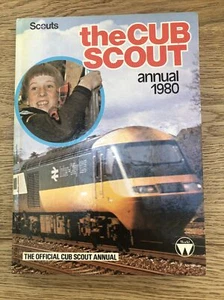 Scouts
the CUB
SCOUT
annual
1980
THE OFFICIAL CUB SCOUT ANNUAL